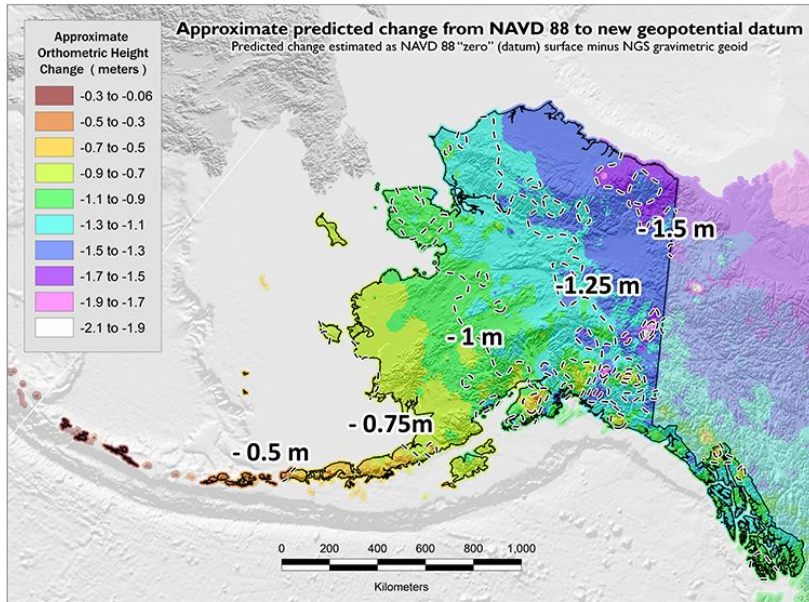 Approximate predicted change from NAVD 88 to new geopotential datum
Predicted change estimated as NAVD 88 “zero” (datum) surface minus NGS gravimetric geoid
Approximate
Orthometric Height
Change ( meters )
-0.3 to -0.06
-0.5 to -0.3
-0.7 to -0.5
-0.9 to -0.7
-1.1 to -0.9
-1.3 to -1.1
-1.5 to -1.3
-1.7 to -1.5
-1.9 to -1.7
-2.1 to -1.9
- 1.5 m
-1.25 m
- 1 m
- 0.75m
- 0.5 m
0 200 400 600 800 1,000
Kilometers